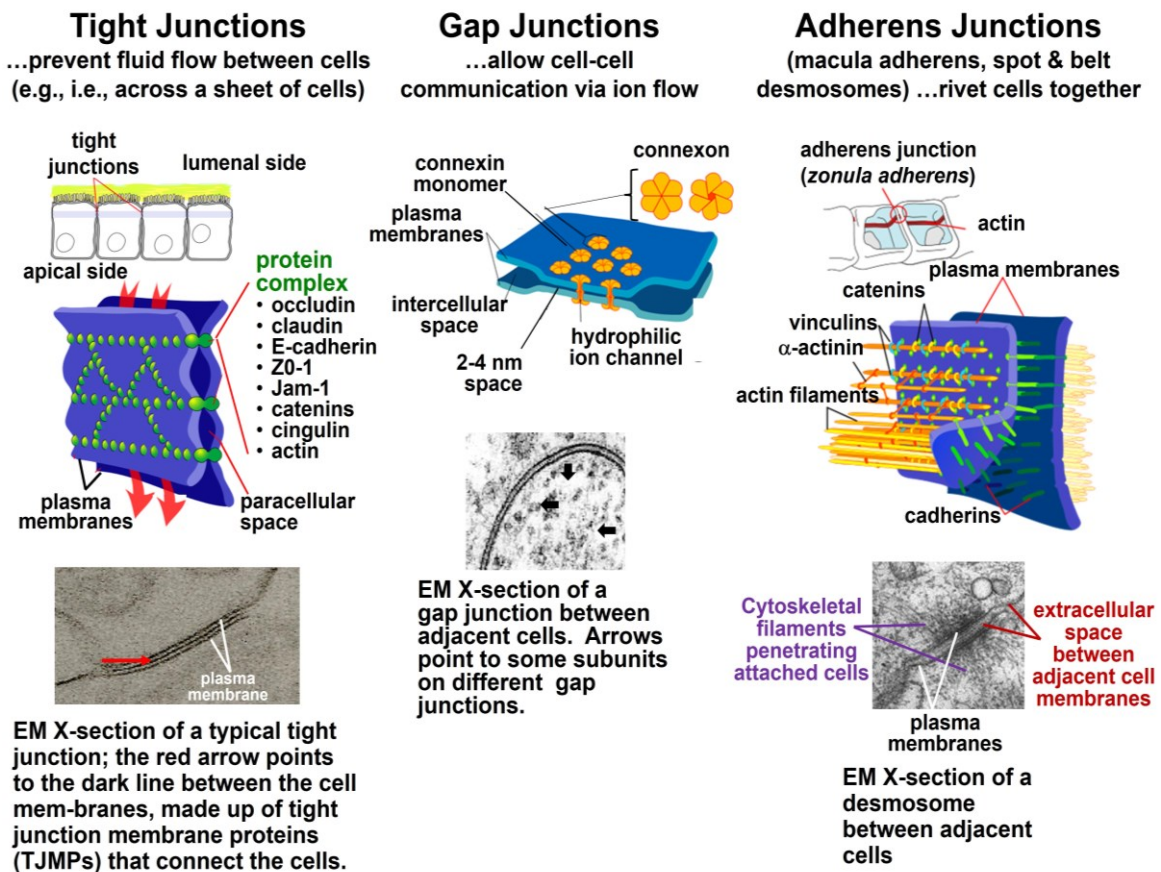 Tight Junctions
…prevent fluid flow between cells
(e.g., i.e., across a sheet of cells)
tight
junctions
lumenal side
apical side
protein
complex
• occludin
• claudin
• E-cadherin
• Z0-1
• Jam-1
• catenins
• cingulin
• actin
plasma
membranes
paracellular
space
plasma
membrane
EM X-section of a typical tight
junction; the red arrow points
to the dark line between the cell
mem-branes, made up of tight
junction membrane proteins
(TJMPs) that connect the cells.
Gap Junctions
…allow cell-cell
communication via ion flow
connexin
monomer
connexon
plasma
membranes
intercellular
space
2-4 nm
space
hydrophilic
ion channel
EM X-section of a
gap junction between
adjacent cells. Arrows
point to some subunits
on different gap
junctions.
Adherens Junctions
(macula adherens, spot & belt
desmosomes) …rivet cells together
adherens junction
(zonula adherens)
actin
plasma membranes
catenins
vinculins
α-actinin
actin filaments
cadherins
Cytoskeletal
filaments
penetrating
attached cells
extracellular
space
between
adjacent cell
membranes
plasma
membranes
EM X-section of a
desmosome
between adjacent
cells